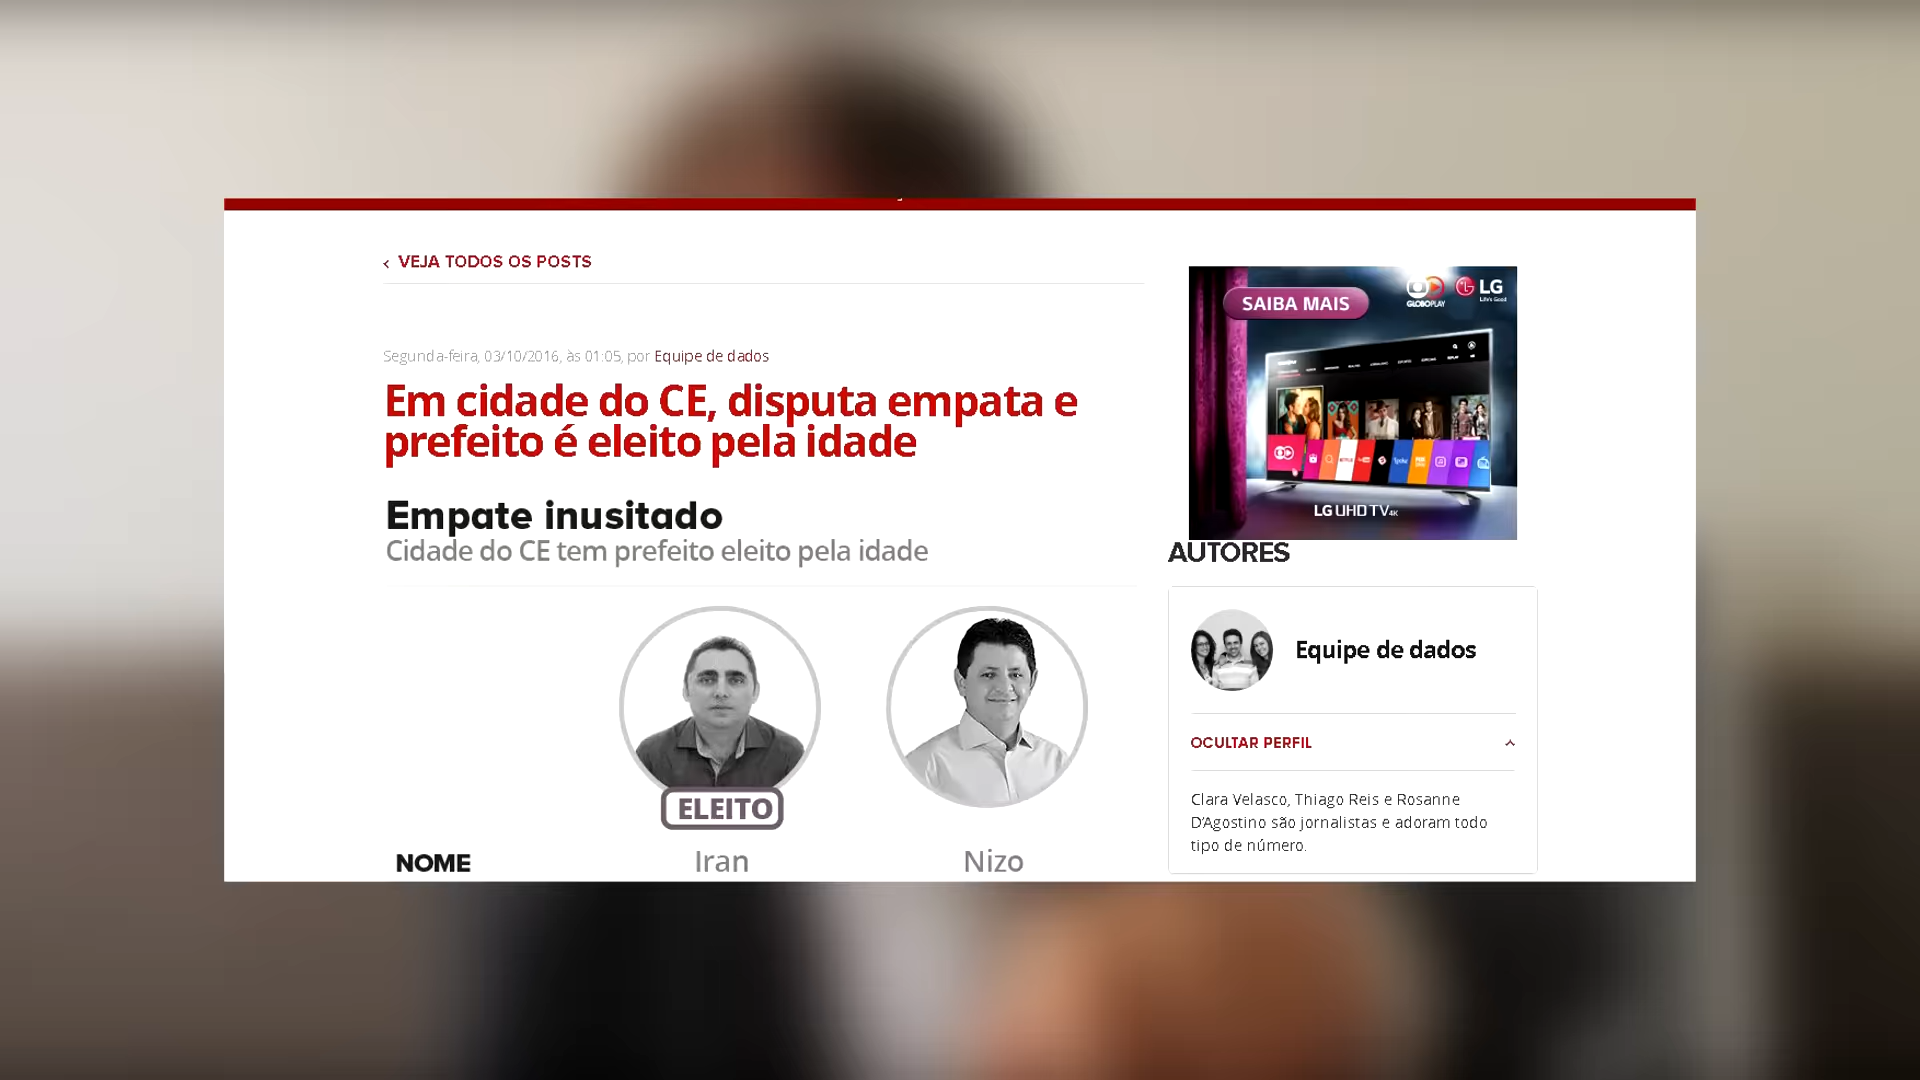 ‹ VEJA TODOS OS POSTS
Segunda-feira, 03/10/2016, às 01:05, por Equipe de dados
Em cidade do CE, disputa empata e
prefeito é eleito pela idade
Empate inusitado
Cidade do CE tem prefeito eleito pela idade
ELEITO
NOME Iran Nizo
SAIBA MAIS
GLOBOPLAY
LG
Life's Good
LG UHD TV 4K
AUTORES
Equipe de dados
OCULTAR PERFIL
Clara Velasco, Thiago Reis e Rosanne
D'Agostino são jornalistas e adoram todo
tipo de número.